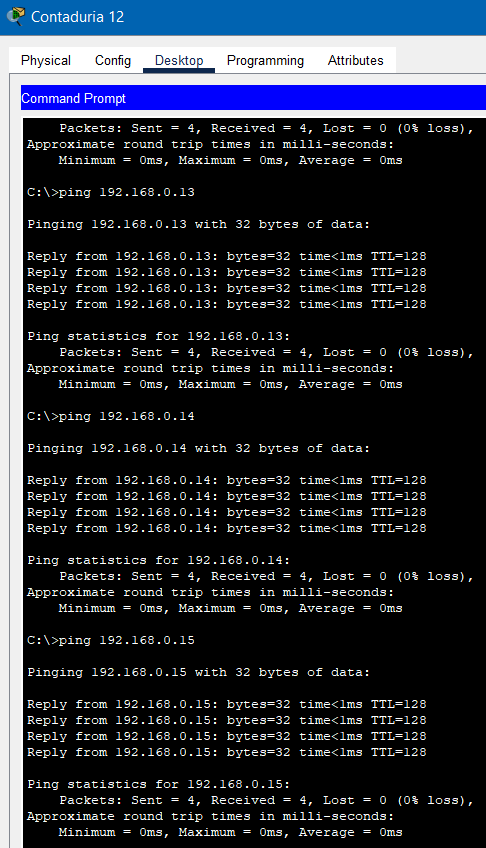 Contaduria 12
Physical Config Desktop Programming Attributes
Command Prompt
Packets: Sent = 4, Received = 4, Lost = 0 (0% loss),
Approximate round trip times in milli-seconds:
Minimum = 0ms, Maximum = 0ms, Average = 0ms
C:\>ping 192.168.0.13
Pinging 192.168.0.13 with 32 bytes of data:
Reply from 192.168.0.13: bytes=32 time<1ms TTL=128
Reply from 192.168.0.13: bytes=32 time<1ms TTL=128
Reply from 192.168.0.13: bytes=32 time<1ms TTL=128
Reply from 192.168.0.13: bytes=32 time<1ms TTL=128
Ping statistics for 192.168.0.13:
Packets: Sent = 4, Received = 4, Lost = 0 (0% loss),
Approximate round trip times in milli-seconds:
Minimum = 0ms, Maximum = 0ms, Average = 0ms
C:\>ping 192.168.0.14
Pinging 192.168.0.14 with 32 bytes of data:
Reply from 192.168.0.14: bytes=32 time<1ms TTL=128
Reply from 192.168.0.14: bytes=32 time<1ms TTL=128
Reply from 192.168.0.14: bytes=32 time<1ms TTL=128
Reply from 192.168.0.14: bytes=32 time<1ms TTL=128
Ping statistics for 192.168.0.14:
Packets: Sent = 4, Received = 4, Lost = 0 (0% loss),
Approximate round trip times in milli-seconds:
Minimum = 0ms, Maximum = 0ms, Average = 0ms
C:\>ping 192.168.0.15
Pinging 192.168.0.15 with 32 bytes of data:
Reply from 192.168.0.15: bytes=32 time<1ms TTL=128
Reply from 192.168.0.15: bytes=32 time<1ms TTL=128
Reply from 192.168.0.15: bytes=32 time<1ms TTL=128
Reply from 192.168.0.15: bytes=32 time<1ms TTL=128
Ping statistics for 192.168.0.15:
Packets: Sent = 4, Received = 4, Lost = 0 (0% loss),
Approximate round trip times in milli-seconds:
Minimum = 0ms, Maximum = 0ms, Average = 0ms